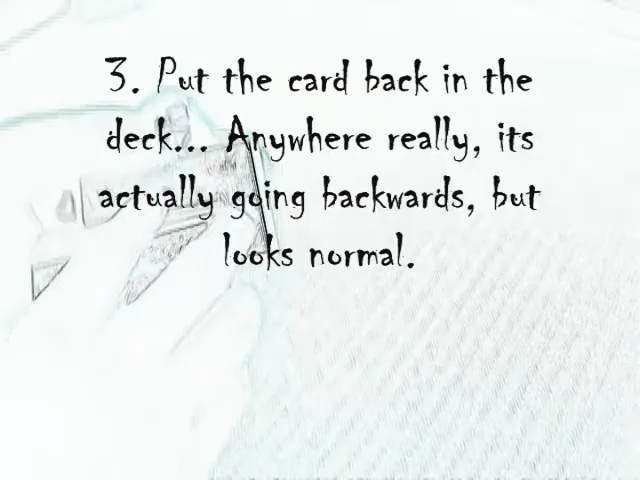 3. Put the card back in the
deck... Anywhere really, its
actually going backwards, but
looks normal.